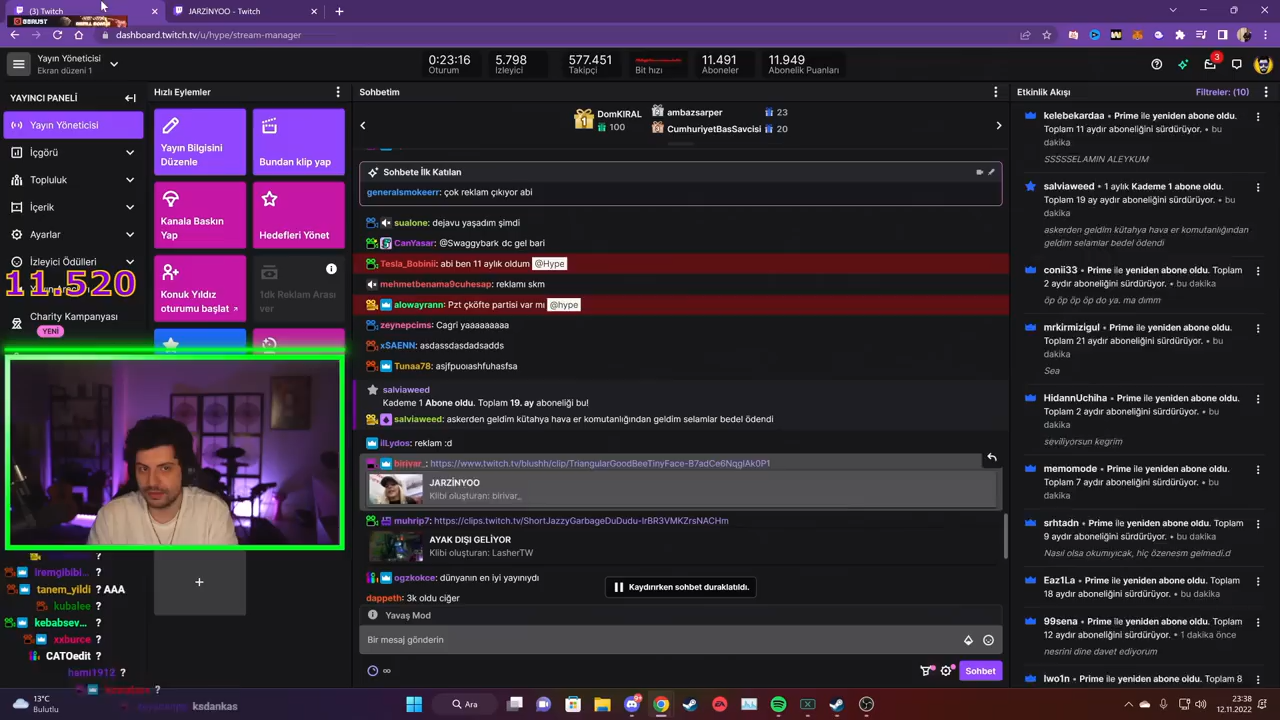 (3) Twitch
JARZİNYOO - Twitch
BBRUST
dashboard.twitch.tv/u/hype/stream-manager
Yayın Yöneticisi
Ekran düzeni 1
0:23:16
Oturum
5.798
İzleyici
577.451
Takipçi
Bit hızı
11.491
Aboneler
11.949
Abonelik Puanları
3
YAYINCI PANELİ
Yayın Yöneticisi
İçgörü
Topluluk
İçerik
Ayarlar
İzleyici Ödülleri
11.520
Charity Kampanyası
YENİ
Hızlı Eylemler
Yayın Bilgisini Düzenle
Bundan klip yap
Kanala Baskın Yap
Hedefleri Yönet
Konuk Yıldız oturumu başlat
1dk Reklam Arası ver
iremgibibi... ?
tanem_yildi AAA
kubalee ?
kebabsev... ?
xxburce ?
CATOedit ?
hami1912 ?
?
ksdankas
Sohbetim
DomKIRAL
100
ambazsarper 23
CumhuriyetBasSavcisi 20
Sohbete İlk Katılan
generalsmokeerr: çok reklam çıkıyor abi
sualone: dejavu yaşadım şimdi
CanYasar: @Swaggybark dc gel bari
Tesla_Bobinii: abi ben 11 aylık oldum @Hype
mehmetbenama9cuhesap: reklamı skm
alowayrann: Pzt çköfte partisi var mı @hype
zeynepcims: Cagrï yaaaaaaaaa
xSAENN: asdassdasdadsadds
Tunaa78: asjfpuoıashfuhasfsa
salviaweed
Kademe 1 Abone oldu. Toplam 19. ay aboneliği bu!
salviaweed: askerden geldim kütahya hava er komutanlığından geldim selamlar bedel ödendi
ilLydos: reklam :d
birivar_: https://www.twitch.tv/blushh/clip/TriangularGoodBeeTinyFace-B7adCe6NqglAk0P1
JARZİNYOO
Klibi oluşturan: birivar_
muhrip7: https://clips.twitch.tv/ShortJazzyGarbageDuDudu-IrBR3VMKZrsNACHm
AYAK DIŞI GELİYOR
Klibi oluşturan: LasherTW
ogzkokce: dünyanın en iyi yayınıydı
Kaydırırken sohbet duraklatıldı.
dappeth: 3k oldu ciğer
Yavaş Mod
Bir mesaj gönderin
Sohbet
Etkinlik Akışı
Filtreler: (10)
kelebekardaa • Prime ile yeniden abone oldu. Toplam 11 aydır aboneliğini sürdürüyor. • bu dakika
SSSSSELAMIN ALEYKUM
salviaweed • 1 aylık Kademe 1 abone oldu. Toplam 19 ay aydır aboneliğini sürdürüyor. • bu dakika
askerden geldim kütahya hava er komutanlığından geldim selamlar bedel ödendi
conii33 • Prime ile yeniden abone oldu. Toplam 2 aydır aboneliğini sürdürüyor. • bu dakika
öp öp öp öp do ya. ma dımm
mrkirmizigul • Prime ile yeniden abone oldu. Toplam 21 aydır aboneliğini sürdürüyor. • bu dakika
Sea
HidannUchiha • Prime ile yeniden abone oldu. Toplam 2 aydır aboneliğini sürdürüyor. • bu dakika
seviliyorsun kegrim
memomode • Prime ile yeniden abone oldu. Toplam 7 aydır aboneliğini sürdürüyor. • bu dakika
srhtadn • Prime ile yeniden abone oldu. Toplam 9 aydır aboneliğini sürdürüyor. • bu dakika
Nasıl olsa okumıycak, hiç özenesm gelmedi.d
Eaz1La • Prime ile yeniden abone oldu. Toplam 18 aydır aboneliğini sürdürüyor. • bu dakika
99sena • Prime ile yeniden abone oldu. Toplam 12 aydır aboneliğini sürdürüyor. • 1 dakika önce
nesrini dine davet ediyorum
lwo1n • Prime ile yeniden abone oldu. Toplam 8
13°C
Bulutlu
Ara
23:38
12.11.2022